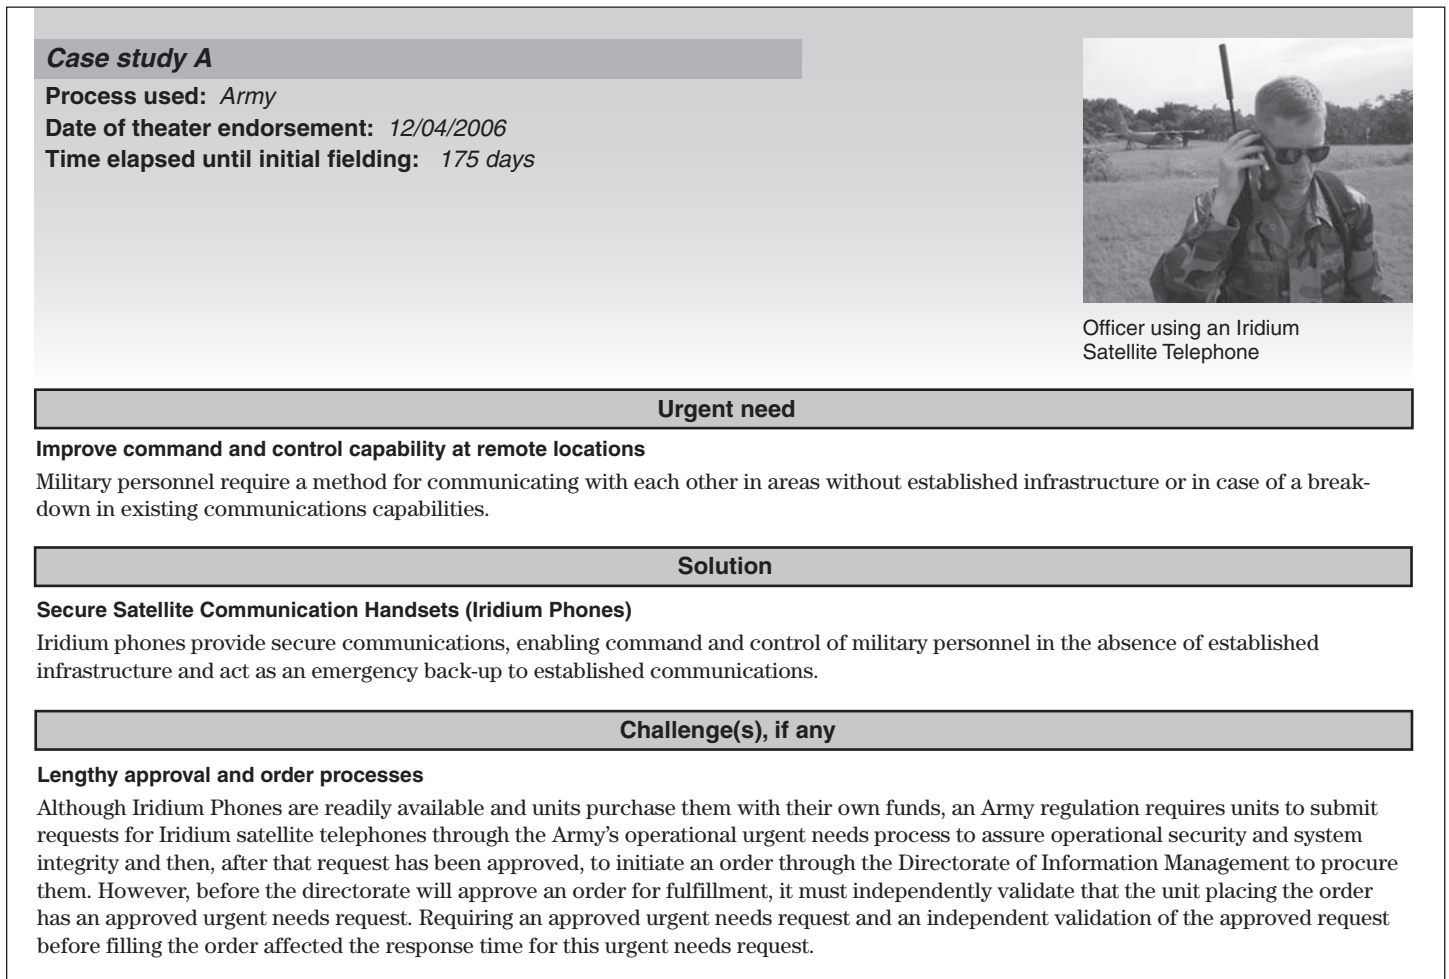 Case study A
Process used: Army
Date of theater endorsement: 12/04/2006
Time elapsed until initial fielding: 175 days
Officer using an Iridium
Satellite Telephone
Urgent need
Improve command and control capability at remote locations
Military personnel require a method for communicating with each other in areas without established infrastructure or in case of a break-
down in existing communications capabilities.
Solution
Secure Satellite Communication Handsets (Iridium Phones)
Iridium phones provide secure communications, enabling command and control of military personnel in the absence of established
infrastructure and act as an emergency back-up to established communications.
Challenge(s), if any
Lengthy approval and order processes
Although Iridium Phones are readily available and units purchase them with their own funds, an Army regulation requires units to submit
requests for Iridium satellite telephones through the Army's operational urgent needs process to assure operational security and system
integrity and then, after that request has been approved, to initiate an order through the Directorate of Information Management to procure
them. However, before the directorate will approve an order for fulfillment, it must independently validate that the unit placing the order
has an approved urgent needs request. Requiring an approved urgent needs request and an independent validation of the approved request
before filling the order affected the response time for this urgent needs request.